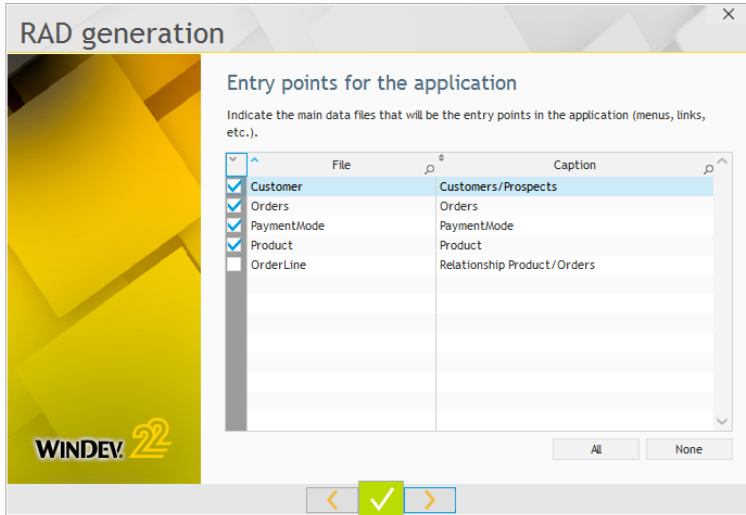 RAD generation
Entry points for the application
Indicate the main data files that will be the entry points in the application (menus, links,
etc.).
File Caption
Customer Customers/Prospects
Orders Orders
PaymentMode PaymentMode
Product Product
OrderLine Relationship Product/Orders
All None
WINDEV. 22